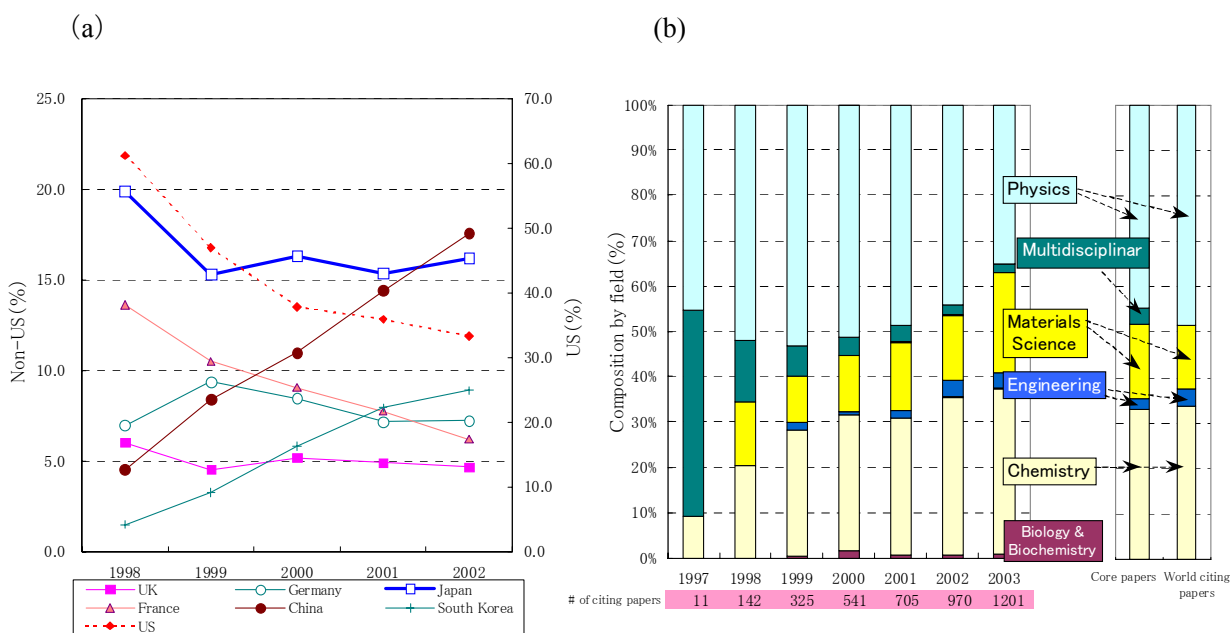 (a)
(b)
25.0
20.0
15.0
10.0
5.0
0.0
Non-US(%)
70.0
60.0
50.0
40.0
30.0
20.0
10.0
0.0
US(%)
1998 1999 2000 2001 2002
UK Germany Japan
France China South Korea
US
100%
90%
80%
70%
60%
50%
40%
30%
20%
10%
0%
Composition by field(%)
Physics
Multidisciplinar
Materials
Science
Engineering
Chemistry
Biology &
Biochemistry
1997 1998 1999 2000 2001 2002 2003
# of citing papers 11 142 325 541 705 970 1201
Core papers World citing
papers